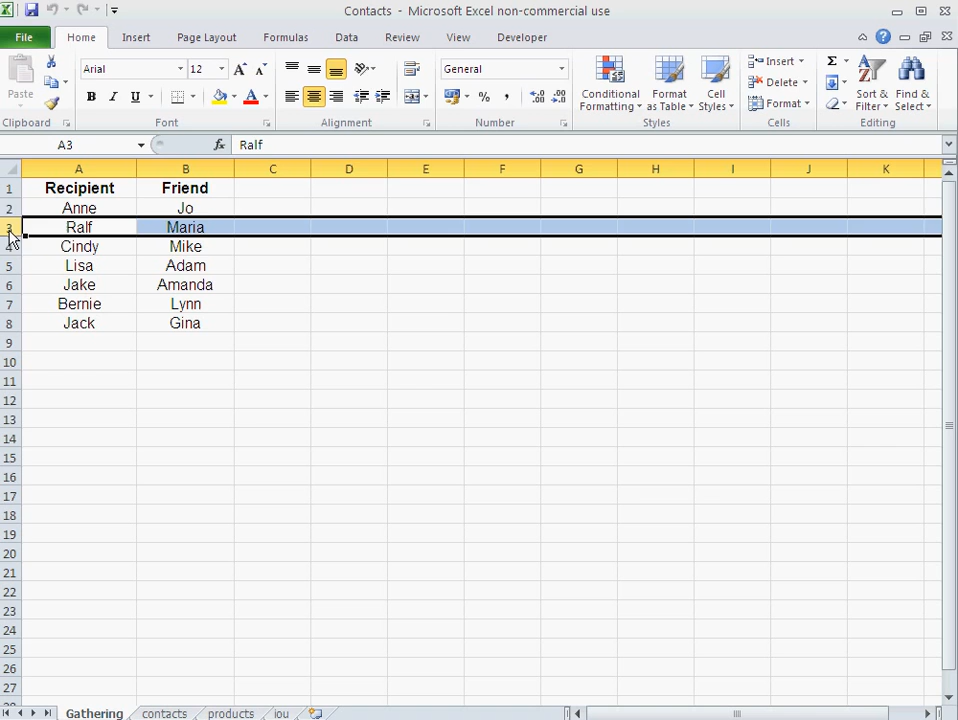 Contacts - Microsoft Excel non-commercial use
File Home Insert Page Layout Formulas Data Review View Developer
Paste
Arial 12 A A
B I U A
General
% ,
Conditional Formatting
Format as Table
Cell Styles
Insert
Delete
Format
Σ
Sort & Filter
Find & Select
Clipboard Font Alignment Number Styles Cells Editing
A3 fx Ralf
A B C D E F G H I J K
1 Recipient Friend
2 Anne Jo
3 Ralf Maria
4 Cindy Mike
5 Lisa Adam
6 Jake Amanda
7 Bernie Lynn
8 Jack Gina
9
10
11
12
13
14
15
16
17
18
19
20
21
22
23
24
25
26
27
28
Gathering contacts products iou